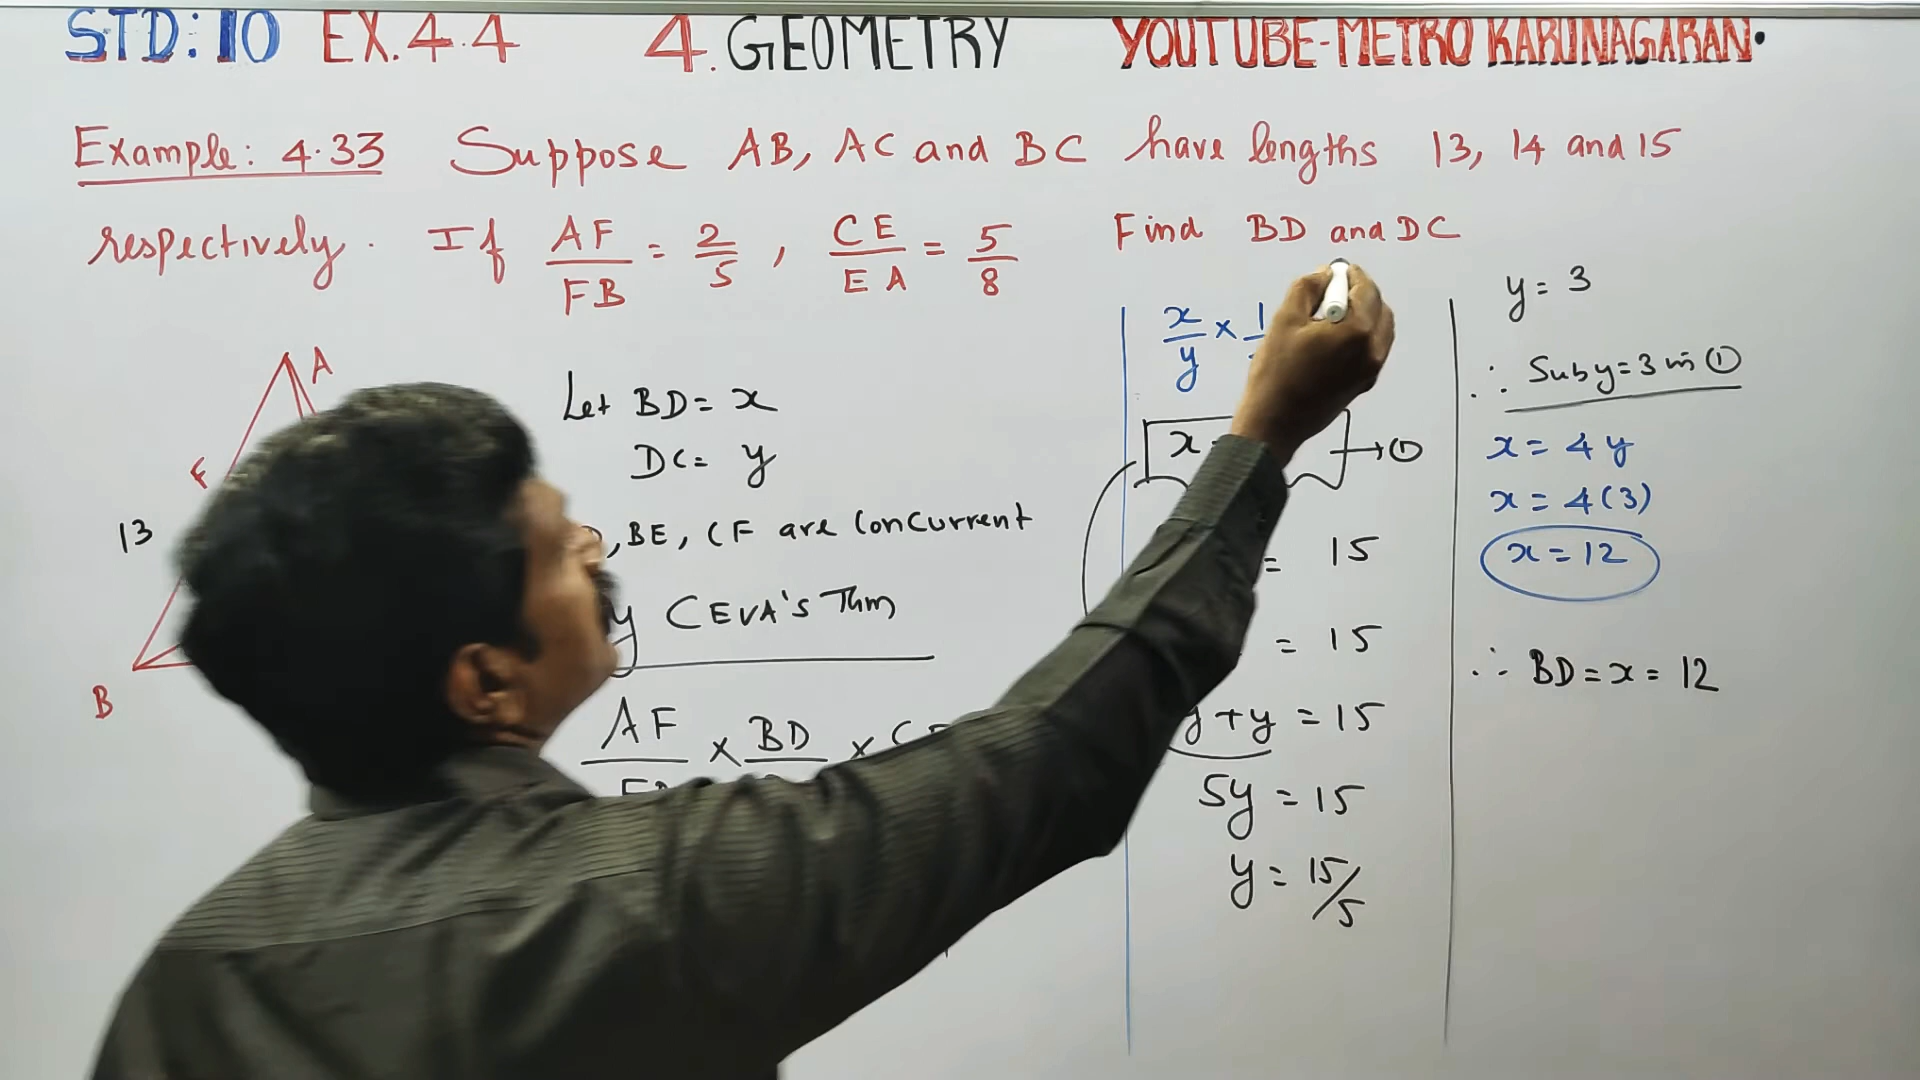 STD: 10 EX. 4.4 4. GEOMETRY YOUTUBE-METRO KARUNAGARAN.
Example: 4.33 Suppose AB, AC and BC have lengths 13, 14 and 15
respectively. If AF/FB = 2/5, CE/EA = 5/8 Find BD and DC
A
F
13
B
Let BD = x
DC = y
, BE, CF are Concurrent
y CEVA'S Thm
AF × BD ×
x/y × 1
x → ①
= 15
= 15
y + y = 15
5y = 15
y = 15/5
y = 3
∴ Sub y = 3 in ①
x = 4y
x = 4(3)
x = 12
∴ BD = x = 12